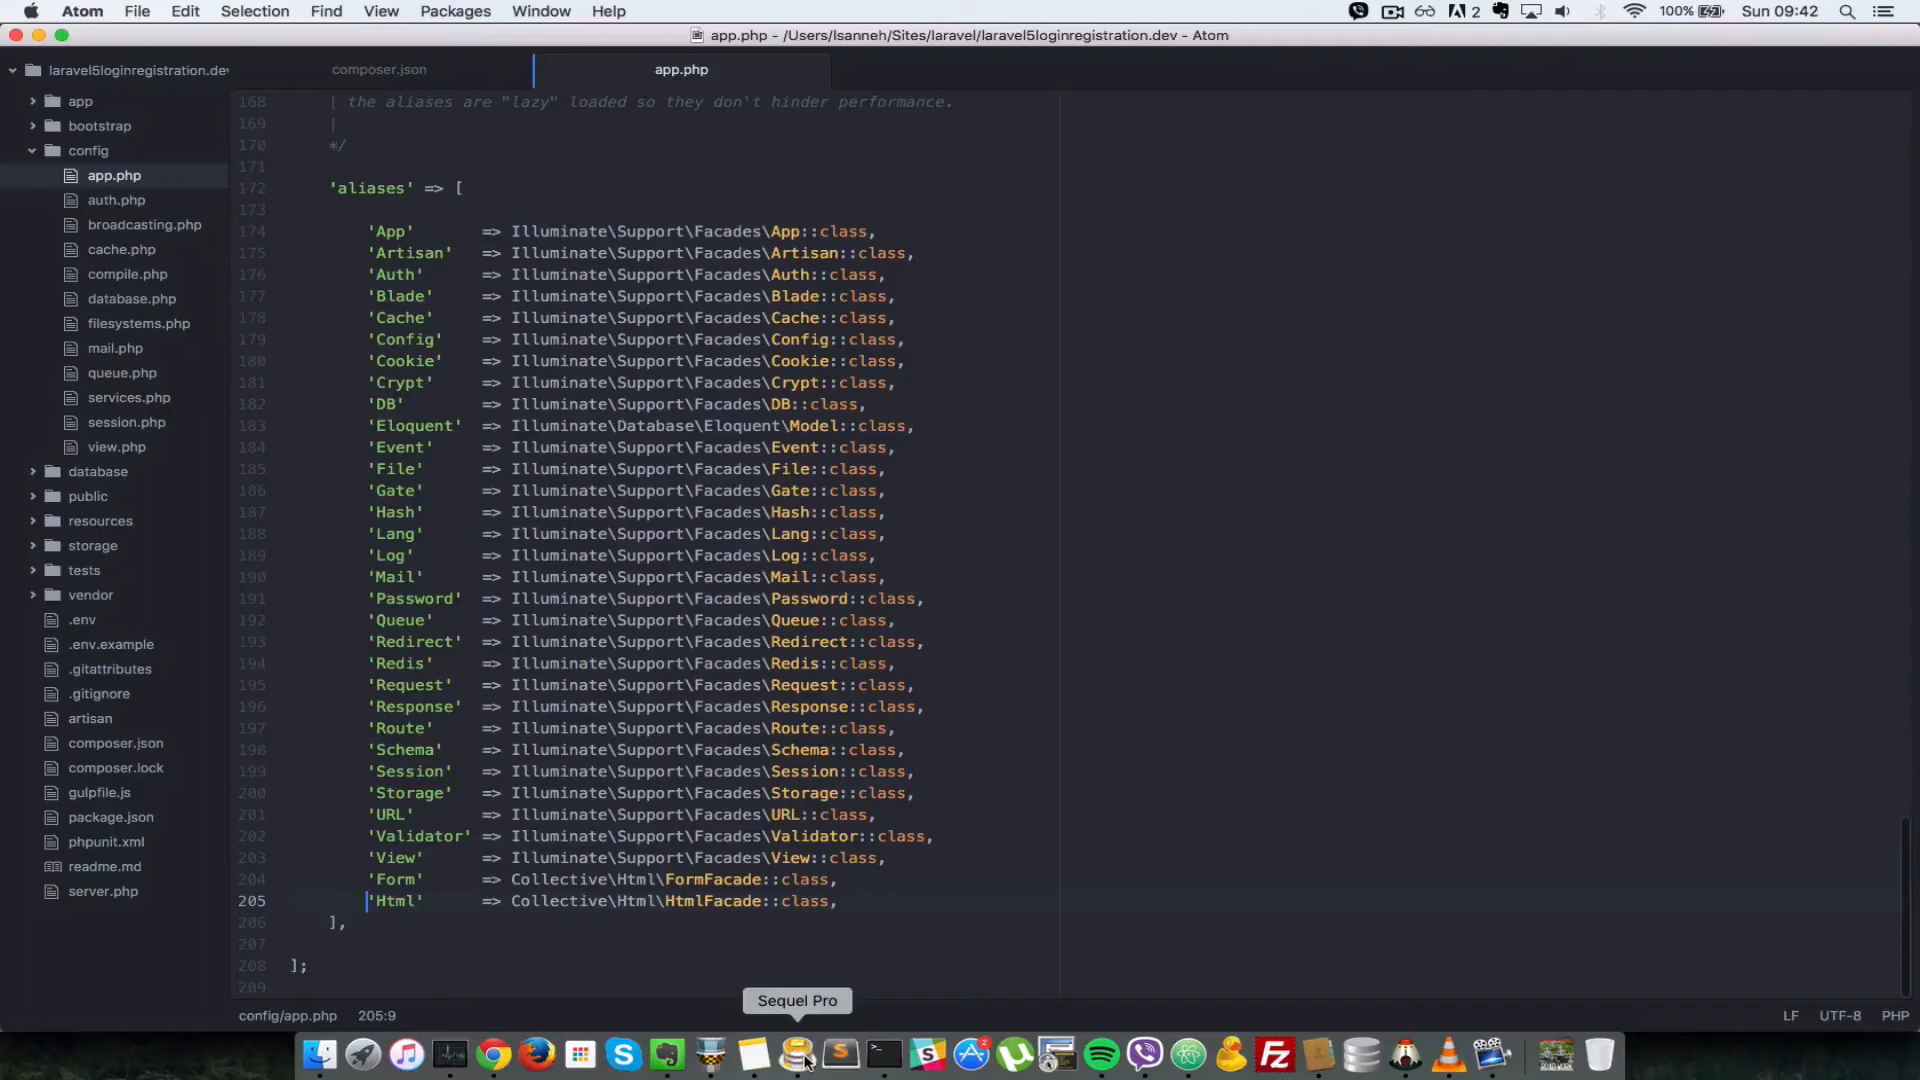 Atom File Edit Selection Find View Packages Window Help 2 100% Sun 09:42
app.php - /Users/lsanneh/Sites/laravel/laravel5loginregistration.dev - Atom
laravel5loginregistration.dev
composer.json app.php
app
bootstrap
config
app.php
auth.php
broadcasting.php
cache.php
compile.php
database.php
filesystems.php
mail.php
queue.php
services.php
session.php
view.php
database
public
resources
storage
tests
vendor
.env
.env.example
.gitattributes
.gitignore
artisan
composer.json
composer.lock
gulpfile.js
package.json
phpunit.xml
readme.md
server.php
168 | the aliases are "lazy" loaded so they don't hinder performance.
169 |
170 */
171
172 'aliases' => [
173
174 'App' => Illuminate\Support\Facades\App::class,
175 'Artisan' => Illuminate\Support\Facades\Artisan::class,
176 'Auth' => Illuminate\Support\Facades\Auth::class,
177 'Blade' => Illuminate\Support\Facades\Blade::class,
178 'Cache' => Illuminate\Support\Facades\Cache::class,
179 'Config' => Illuminate\Support\Facades\Config::class,
180 'Cookie' => Illuminate\Support\Facades\Cookie::class,
181 'Crypt' => Illuminate\Support\Facades\Crypt::class,
182 'DB' => Illuminate\Support\Facades\DB::class,
183 'Eloquent' => Illuminate\Database\Eloquent\Model::class,
184 'Event' => Illuminate\Support\Facades\Event::class,
185 'File' => Illuminate\Support\Facades\File::class,
186 'Gate' => Illuminate\Support\Facades\Gate::class,
187 'Hash' => Illuminate\Support\Facades\Hash::class,
188 'Lang' => Illuminate\Support\Facades\Lang::class,
189 'Log' => Illuminate\Support\Facades\Log::class,
190 'Mail' => Illuminate\Support\Facades\Mail::class,
191 'Password' => Illuminate\Support\Facades\Password::class,
192 'Queue' => Illuminate\Support\Facades\Queue::class,
193 'Redirect' => Illuminate\Support\Facades\Redirect::class,
194 'Redis' => Illuminate\Support\Facades\Redis::class,
195 'Request' => Illuminate\Support\Facades\Request::class,
196 'Response' => Illuminate\Support\Facades\Response::class,
197 'Route' => Illuminate\Support\Facades\Route::class,
198 'Schema' => Illuminate\Support\Facades\Schema::class,
199 'Session' => Illuminate\Support\Facades\Session::class,
200 'Storage' => Illuminate\Support\Facades\Storage::class,
201 'URL' => Illuminate\Support\Facades\URL::class,
202 'Validator' => Illuminate\Support\Facades\Validator::class,
203 'View' => Illuminate\Support\Facades\View::class,
204 'Form' => Collective\Html\FormFacade::class,
205 'Html' => Collective\Html\HtmlFacade::class,
206 ],
207
208 ];
209
Sequel Pro
config/app.php 205:9 LF UTF-8 PHP